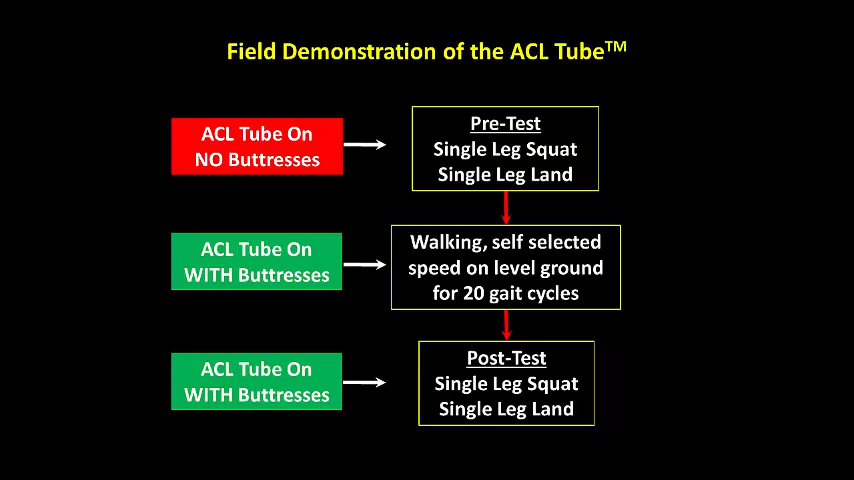 Field Demonstration of the ACL Tube™
ACL Tube On
NO Buttresses
Pre-Test
Single Leg Squat
Single Leg Land
ACL Tube On
WITH Buttresses
Walking, self selected
speed on level ground
for 20 gait cycles
ACL Tube On
WITH Buttresses
Post-Test
Single Leg Squat
Single Leg Land